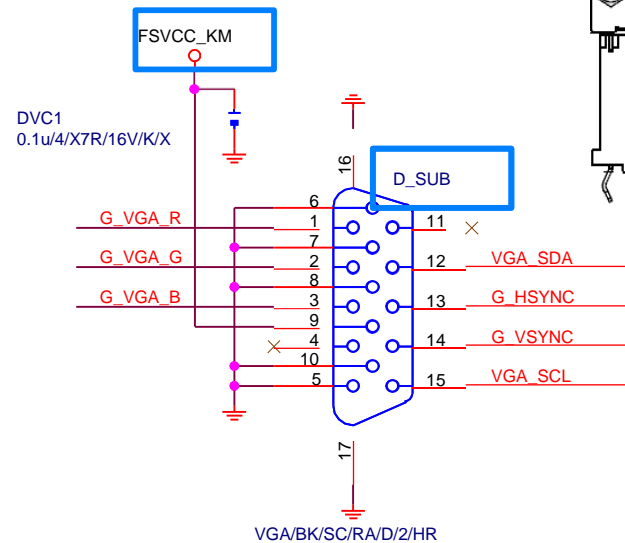 FSVCC_KM
DVC1
0.1u/4/X7R/16V/K/X
16
D_SUB
6
G_VGA_R
1
11
7
G_VGA_G
2
12
VGA_SDA
8
G_VGA_B
3
13
G_HSYNC
9
4
14
G_VSYNC
10
5
15
VGA_SCL
17
VGA/BK/SC/RA/D/2/HR